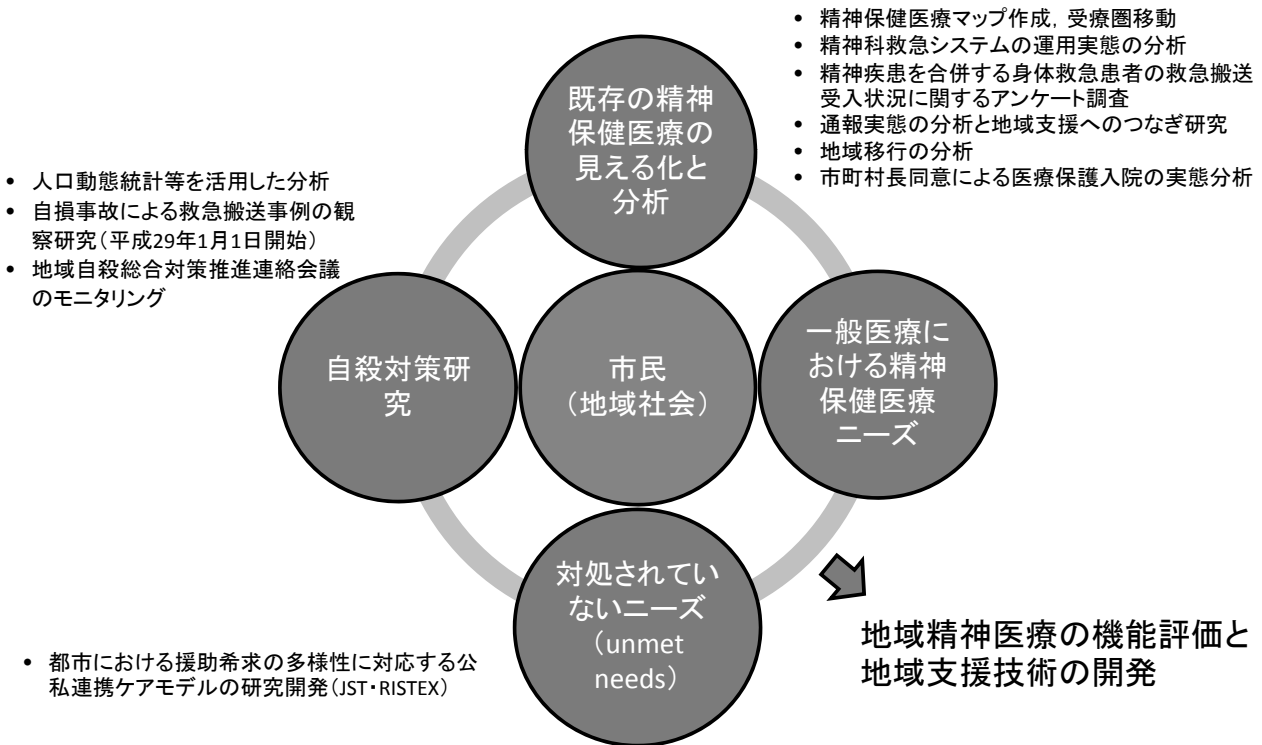 • 精神保健医療マップ作成，受療圏移動
• 精神科救急システムの運用実態の分析
• 精神疾患を合併する身体救急患者の救急搬送
受入状況に関するアンケート調査
• 通報実態の分析と地域支援へのつなぎ研究
• 地域移行の分析
• 市町村長同意による医療保護入院の実態分析
既存の精神
保健医療の
見える化と
分析
• 人口動態統計等を活用した分析
• 自損事故による救急搬送事例の観
察研究（平成29年1月1日開始）
• 地域自殺総合対策推進連絡会議
のモニタリング
自殺対策研
究
市民
（地域社会）
一般医療に
おける精神
保健医療
ニーズ
対処されてい
ないニーズ
（unmet
needs）
• 都市における援助希求の多様性に対応する公
私連携ケアモデルの研究開発（JST・RISTEX）
地域精神医療の機能評価と
地域支援技術の開発